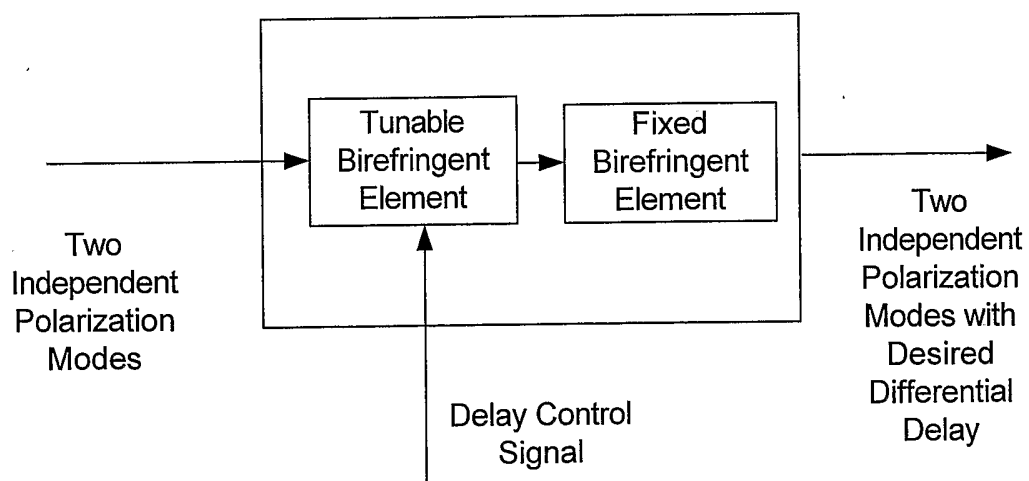 Tunable
Birefringent
Element
Fixed
Birefringent
Element
Two
Independent
Polarization
Modes
Two
Independent
Polarization
Modes with
Desired
Differential
Delay
Delay Control
Signal